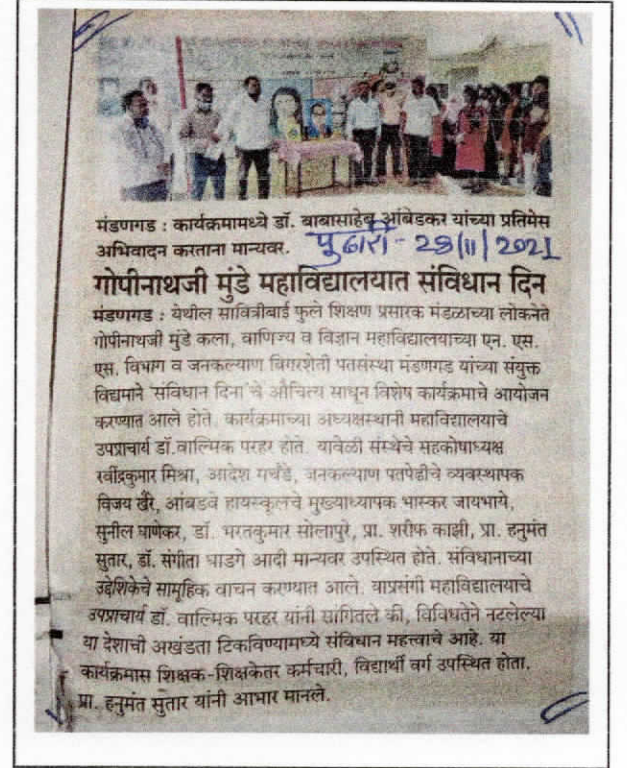 मंडणगड : कार्यक्रमामध्ये डॉ. बाबासाहेब आंबेडकर यांच्या प्रतिमेस
अभिवादन करताना मान्यवर. पुढारी - 28/11/2021
गोपीनाथजी मुंडे महाविद्यालयात संविधान दिन
मंडणगड : येथील सावित्रीबाई फुले शिक्षण प्रसारक मंडळाच्या लोकनेते
गोपीनाथजी मुंडे कला, वाणिज्य व विज्ञान महाविद्यालयाच्या एन. एस.
एस. विभाग व जनकल्याण बिगरशेती पतसंस्था मंडणगड यांच्या संयुक्त
विद्यमाने 'संविधान दिना'चे औचित्य साधून विशेष कार्यक्रमाचे आयोजन
करण्यात आले होते. कार्यक्रमाच्या अध्यक्षस्थानी महाविद्यालयाचे
उपप्राचार्य डॉ.वाल्मिक परहर होते. यावेळी संस्थेचे सहकोषाध्यक्ष
रवींद्रकुमार मिश्रा, आदेश मर्चंडे, जनकल्याण पतपेढीचे व्यवस्थापक
विजय खैरे, आंबडवे हायस्कूलचे मुख्याध्यापक भास्कर जायभाये,
सुनील घाणेकर, डॉ. भरतकुमार सोलापुरे, प्रा. शरीफ काझी, प्रा. हनुमंत
सुतार, डॉ. संगीता घाडगे आदी मान्यवर उपस्थित होते. संविधानाच्या
उद्देशिकेचे सामूहिक वाचन करण्यात आले. याप्रसंगी महाविद्यालयाचे
उपप्राचार्य डॉ. वाल्मिक परहर यांनी सांगितले की, विविधतेने नटलेल्या
या देशाची अखंडता टिकविण्यामध्ये संविधान महत्त्वाचे आहे. या
कार्यक्रमास शिक्षक-शिक्षकेतर कर्मचारी, विद्यार्थी वर्ग उपस्थित होता.
प्रा. हनुमंत सुतार यांनी आभार मानले.